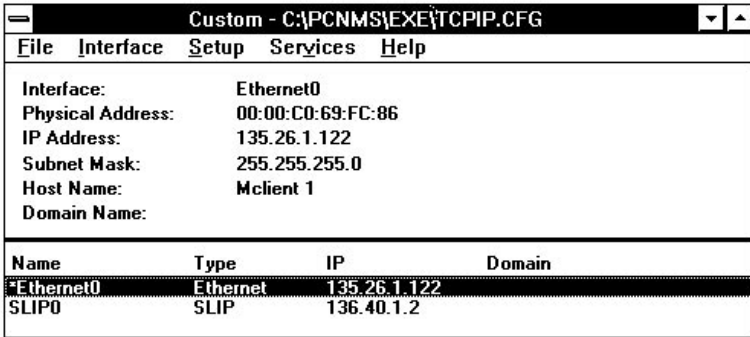 Custom - C:\PCNMS\EXE\TCPIP.CFG
File Interface Setup Services Help
Interface: Ethernet0
Physical Address: 00:00:C0:69:FC:86
IP Address: 135.26.1.122
Subnet Mask: 255.255.255.0
Host Name: Mclient 1
Domain Name:
Name Type IP Domain
*Ethernet0 Ethernet 135.26.1.122
SLIP0 SLIP 136.40.1.2